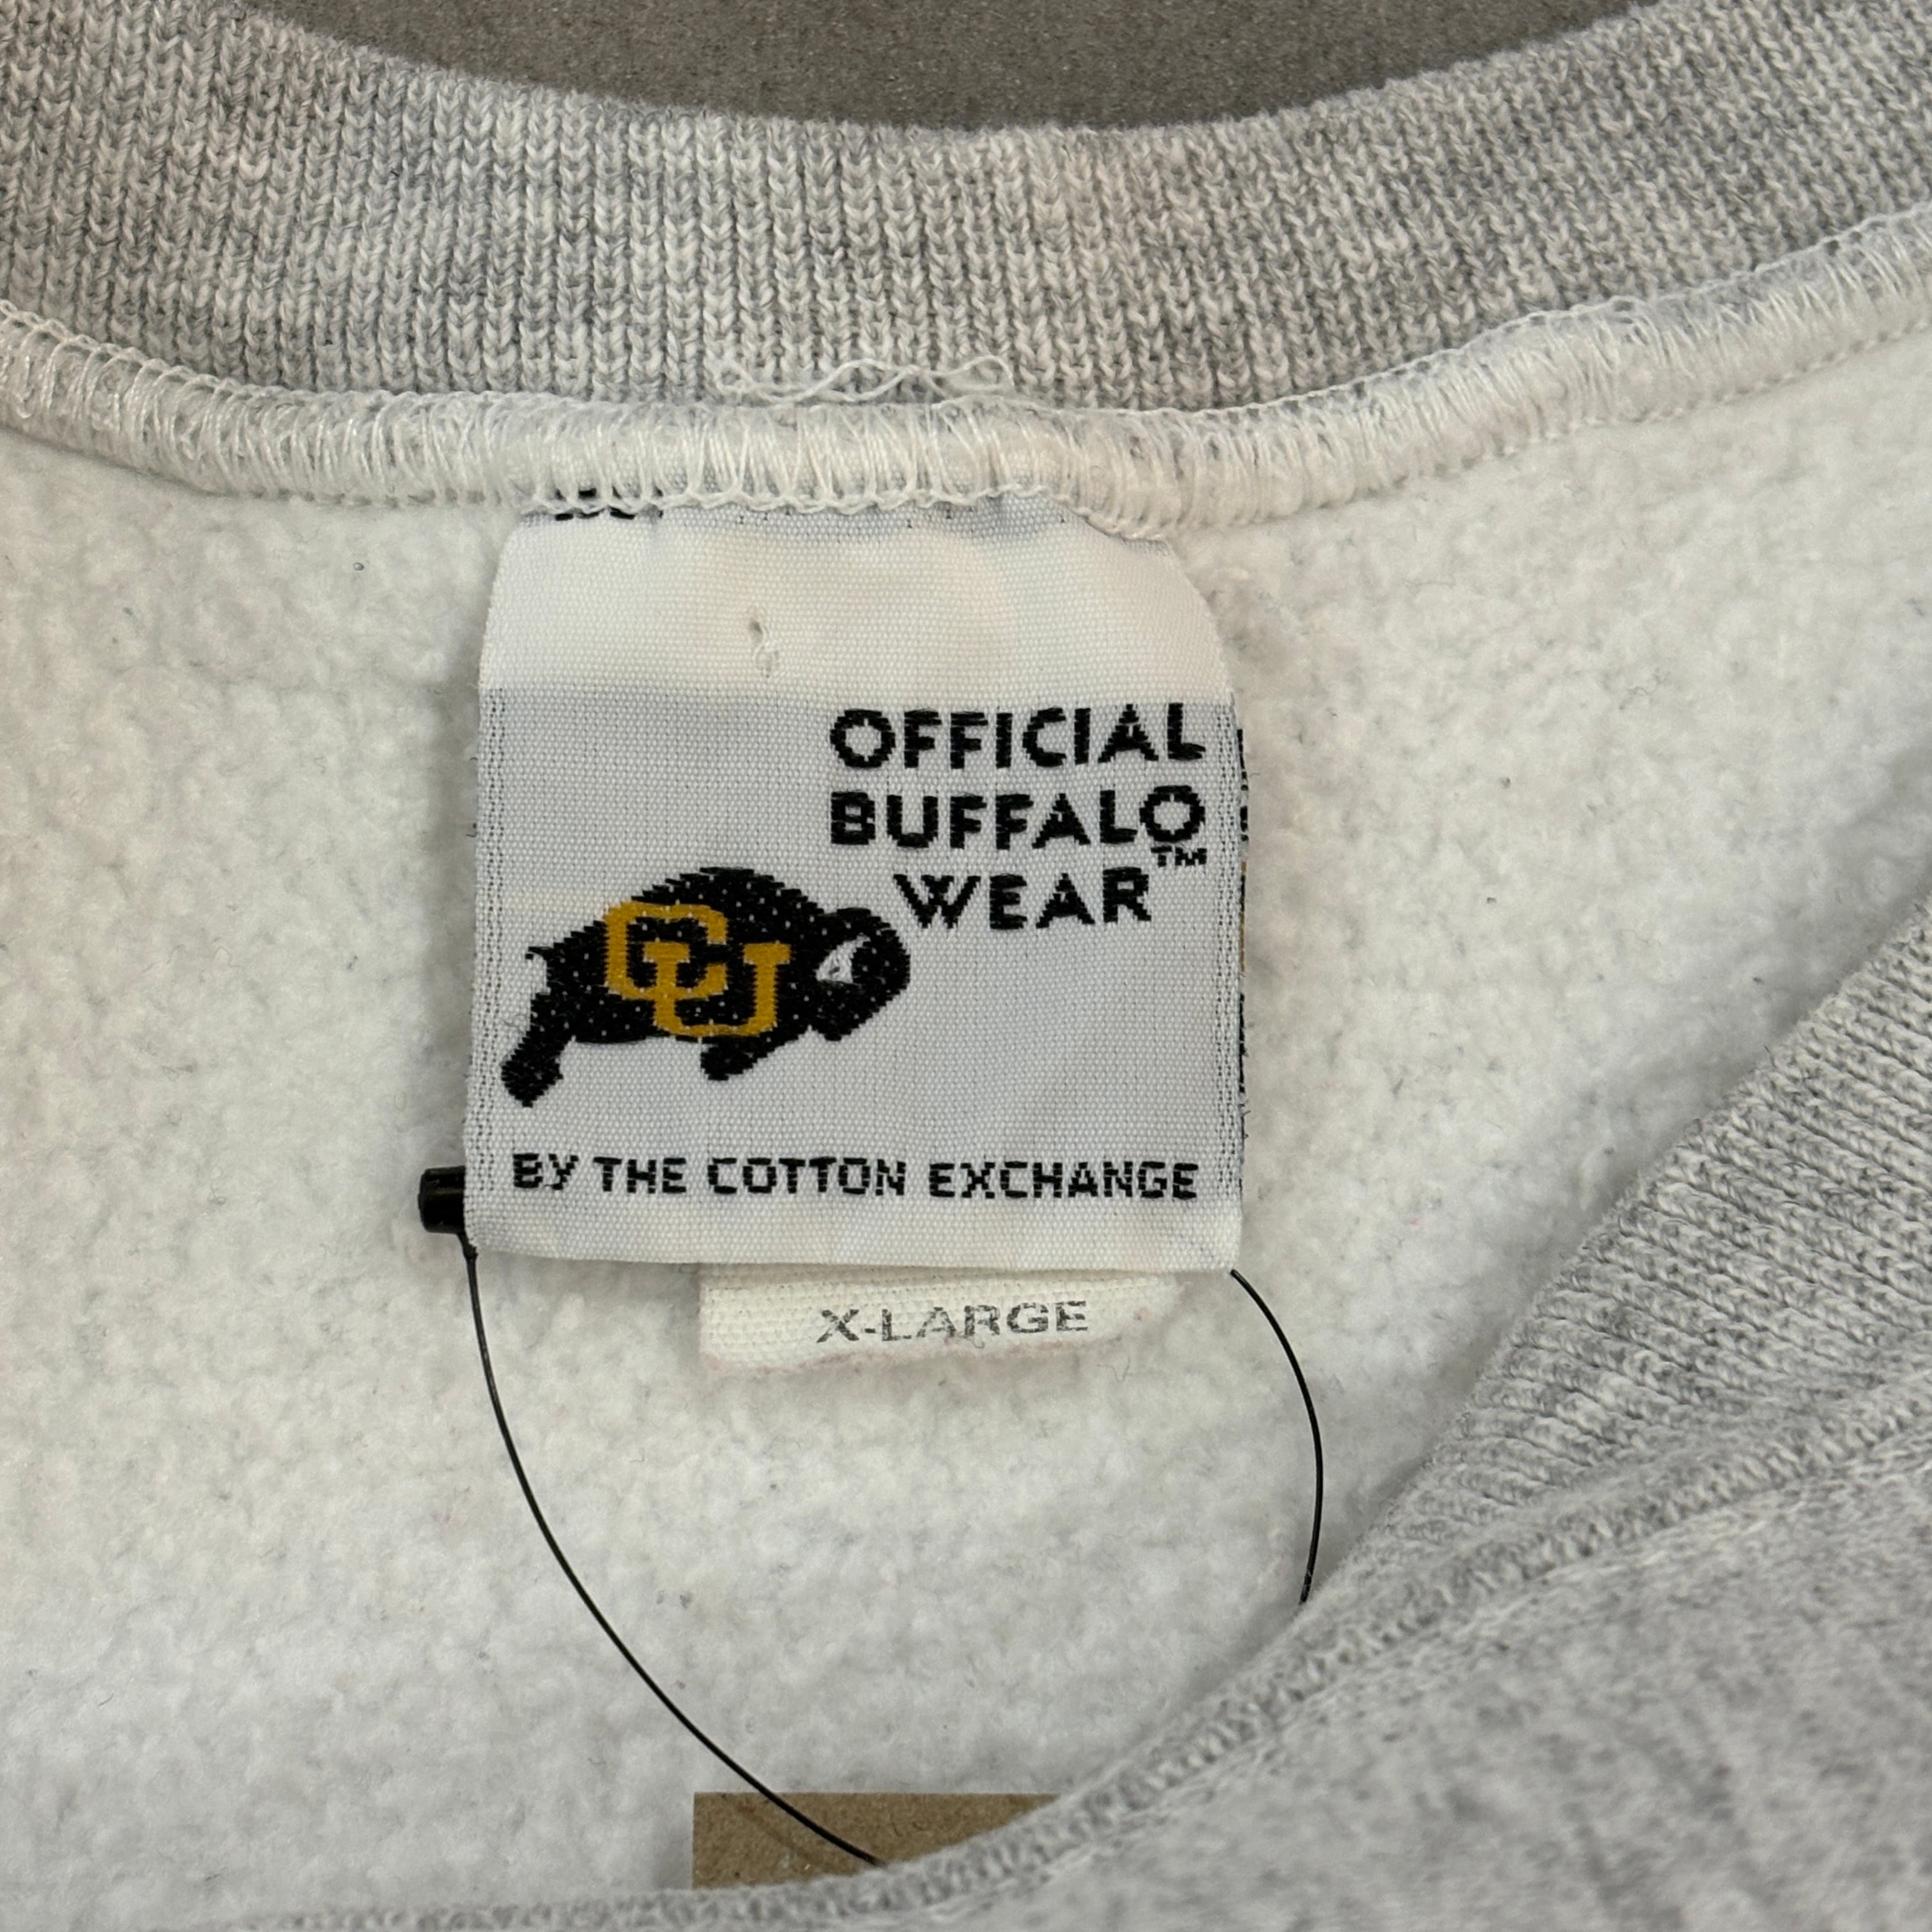 OFFICIAL
BUFFALO
WEAR™
CU
BY THE COTTON EXCHANGE
X-LARGE